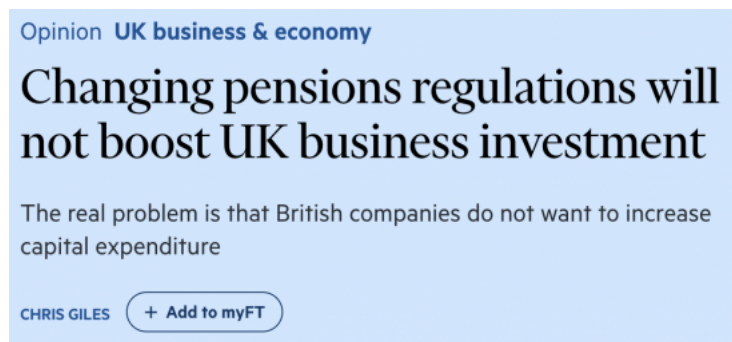 Opinion UK business & economy
Changing pensions regulations will
not boost UK business investment
The real problem is that British companies do not want to increase
capital expenditure
CHRIS GILES + Add to myFT